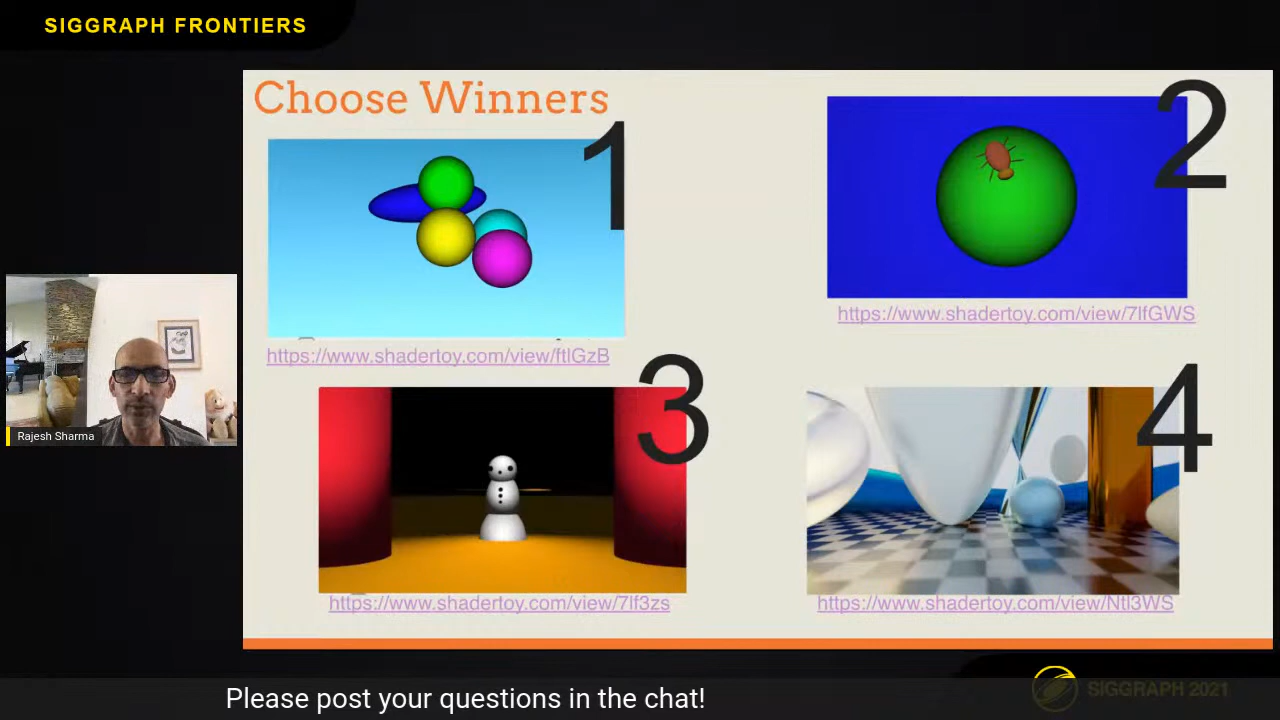 SIGGRAPH FRONTIERS
Choose Winners
1
2
https://www.shadertoy.com/view/7lfGWS
https://www.shadertoy.com/view/ftlGzB
3
4
Rajesh Sharma
https://www.shadertoy.com/view/7lf3zs
https://www.shadertoy.com/view/Ntl3WS
Please post your questions in the chat!
SIGGRAPH 2021